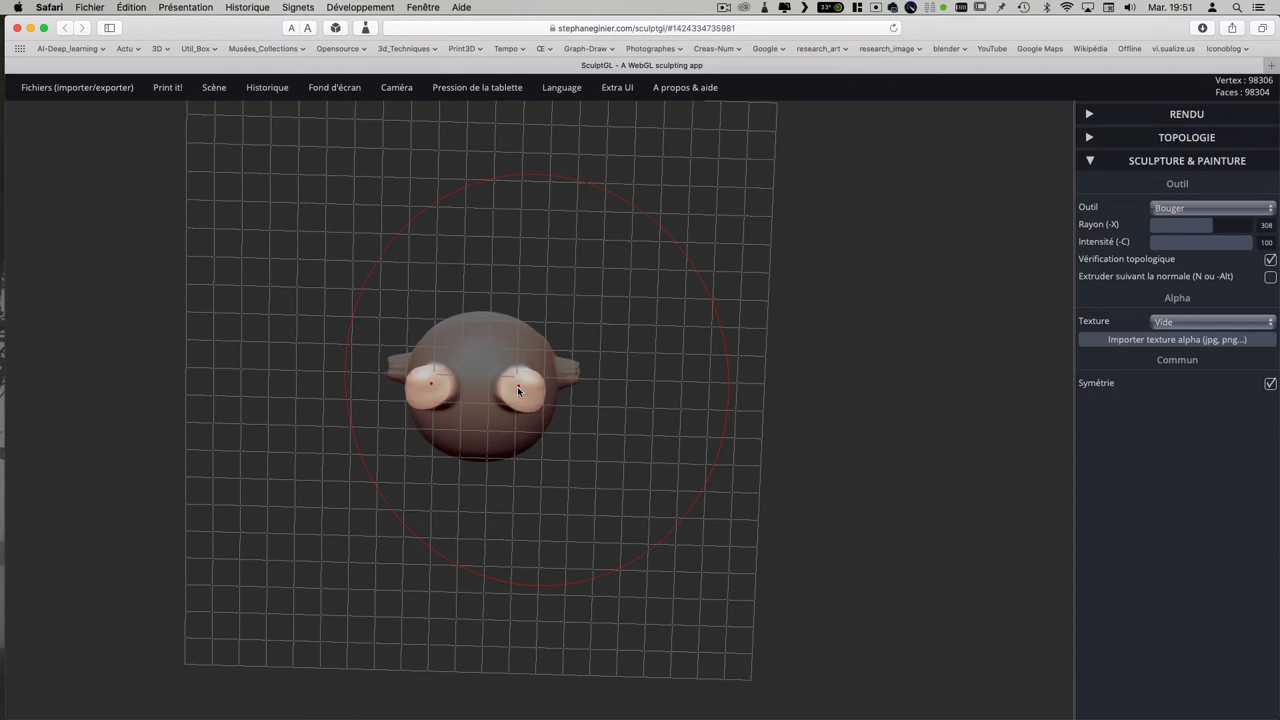 Safari Fichier Édition Présentation Historique Signets Développement Fenêtre Aide 33° Mar. 19:51
A A stephaneginier.com/sculptgl/#1424334735981
AI-Deep_learning Actu 3D Util_Box Musées_Collections Opensource 3d_Techniques Print3D Tempo Œ Graph-Draw Photographes Creas-Num Google research_art research_image blender YouTube Google Maps Wikipédia Offline vi.sualize.us Iconoblog
SculptGL - A WebGL sculpting app
Fichiers (importer/exporter) Print it! Scène Historique Fond d'écran Caméra Pression de la tablette Language Extra UI A propos & aide
Vertex : 98306
Faces : 98304
RENDU
TOPOLOGIE
SCULPTURE & PAINTURE
Outil
Outil Bouger
Rayon (-X) 308
Intensité (-C) 100
Vérification topologique
Extruder suivant la normale (N ou -Alt)
Alpha
Texture Vide
Importer texture alpha (jpg, png...)
Commun
Symétrie